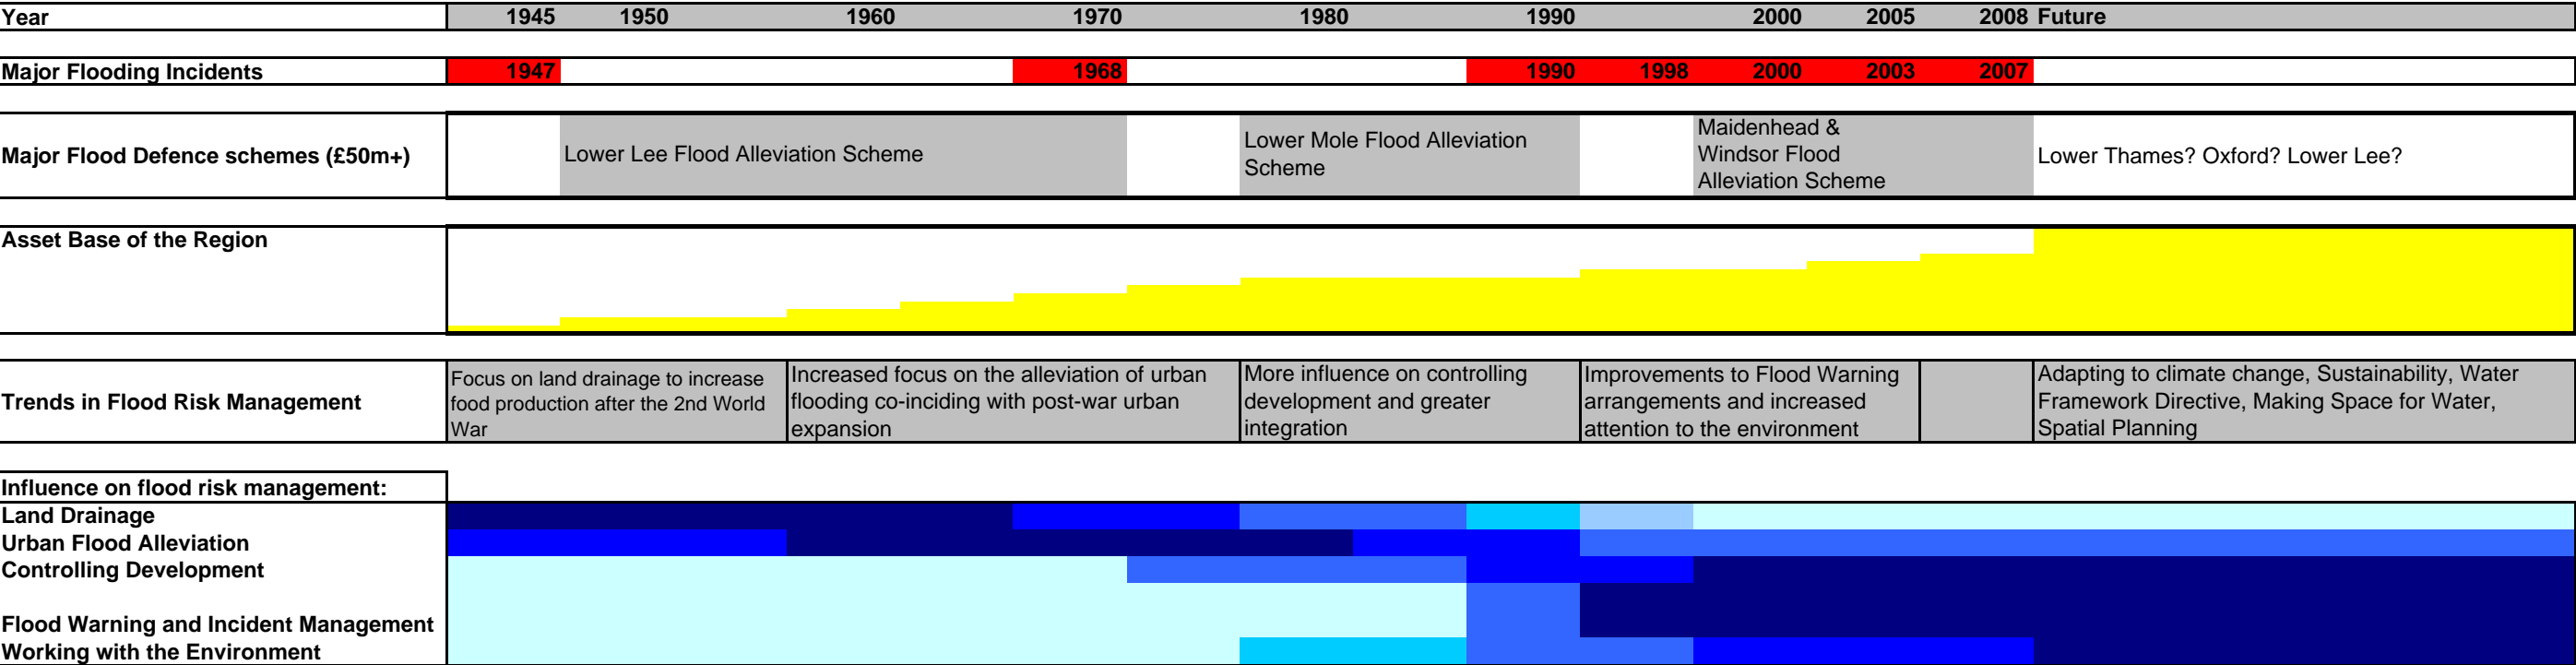 Year 1945 1950 1960 1970 1980 1990 2000 2005 2008 Future
Major Flooding Incidents 1947 1968 1990 1998 2000 2003 2007
Major Flood Defence schemes (£50m+)
Lower Lee Flood Alleviation Scheme
Lower Mole Flood Alleviation
Scheme
Maidenhead &
Windsor Flood
Alleviation Scheme
Lower Thames? Oxford? Lower Lee?
Asset Base of the Region
Trends in Flood Risk Management
Focus on land drainage to increase
food production after the 2nd World
War
Increased focus on the alleviation of urban
flooding co-inciding with post-war urban
expansion
More influence on controlling
development and greater
integration
Improvements to Flood Warning
arrangements and increased
attention to the environment
Adapting to climate change, Sustainability, Water
Framework Directive, Making Space for Water,
Spatial Planning
Influence on flood risk management:
Land Drainage
Urban Flood Alleviation
Controlling Development
Flood Warning and Incident Management
Working with the Environment